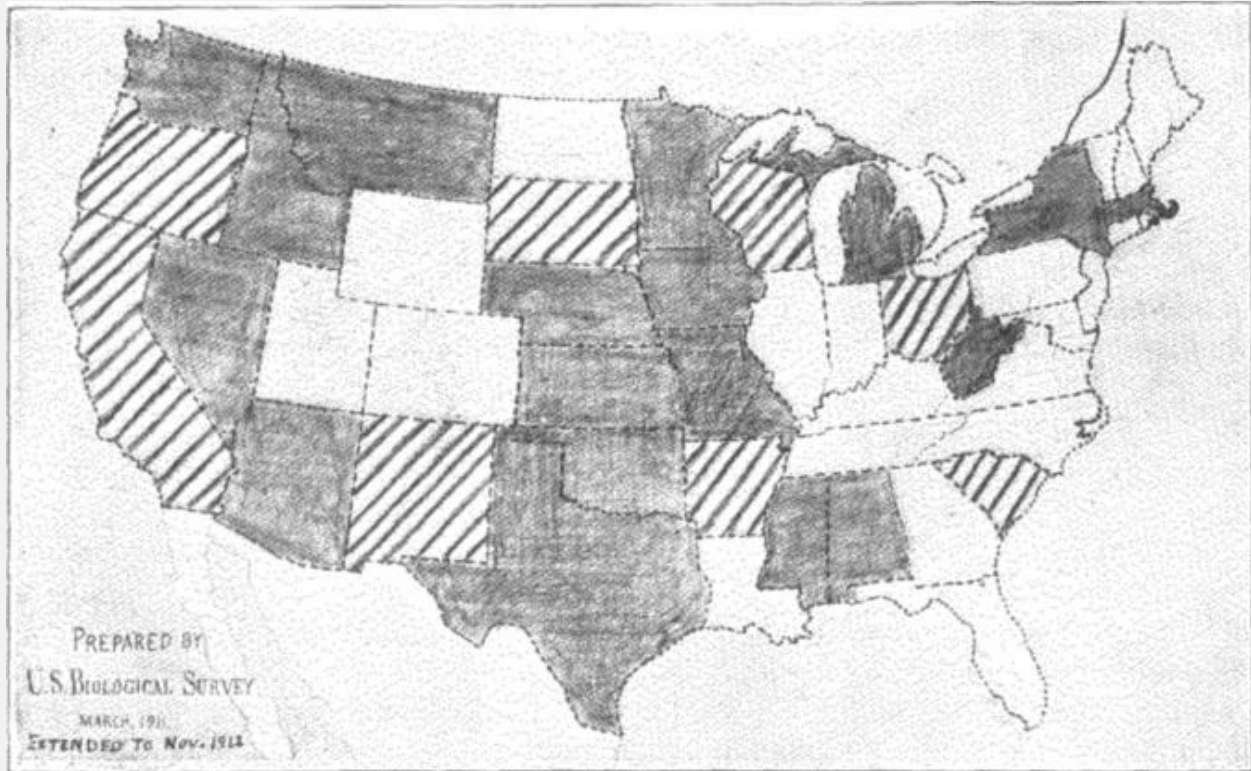 PREPARED BY
U.S. BIOLOGICAL SURVEY
MARCH, 1911.
EXTENDED TO NOV. 1912